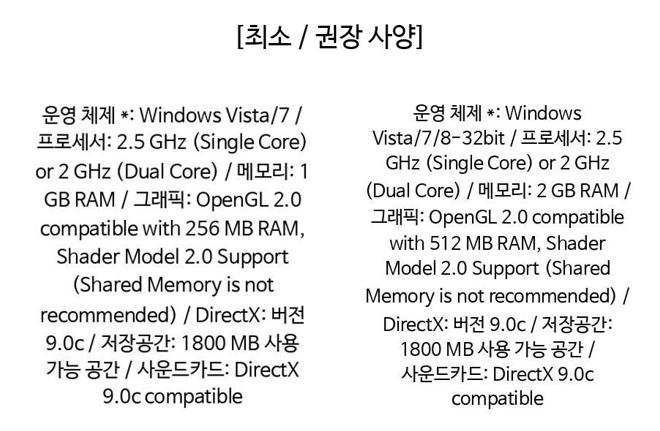 [최소 / 권장 사양]
운영 체제 *: Windows Vista/7 /
프로세서: 2.5 GHz (Single Core)
or 2 GHz (Dual Core) / 메모리: 1
GB RAM / 그래픽: OpenGL 2.0
compatible with 256 MB RAM,
Shader Model 2.0 Support
(Shared Memory is not
recommended) / DirectX: 버전
9.0c / 저장공간: 1800 MB 사용
가능 공간 / 사운드카드: DirectX
9.0c compatible
운영 체제 *: Windows
Vista/7/8-32bit / 프로세서: 2.5
GHz (Single Core) or 2 GHz
(Dual Core) / 메모리: 2 GB RAM /
그래픽: OpenGL 2.0 compatible
with 512 MB RAM, Shader
Model 2.0 Support (Shared
Memory is not recommended) /
DirectX: 버전 9.0c / 저장공간:
1800 MB 사용 가능 공간 /
사운드카드: DirectX 9.0c
compatible